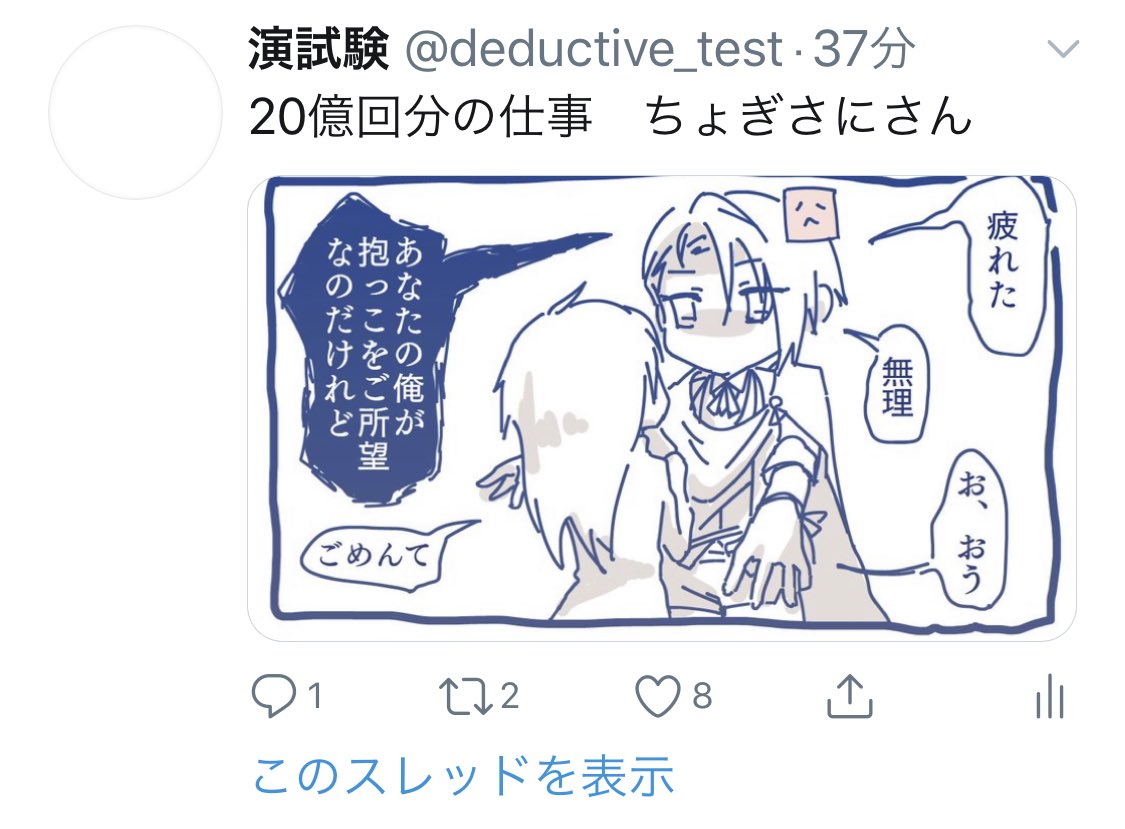 演試験 @deductive_test · 37分
20億回分の仕事　ちょぎさにさん
疲れた
無理
お、おう
あなたの俺が
抱っこをご所望
なのだけれど
ごめんて
1 2 8
このスレッドを表示